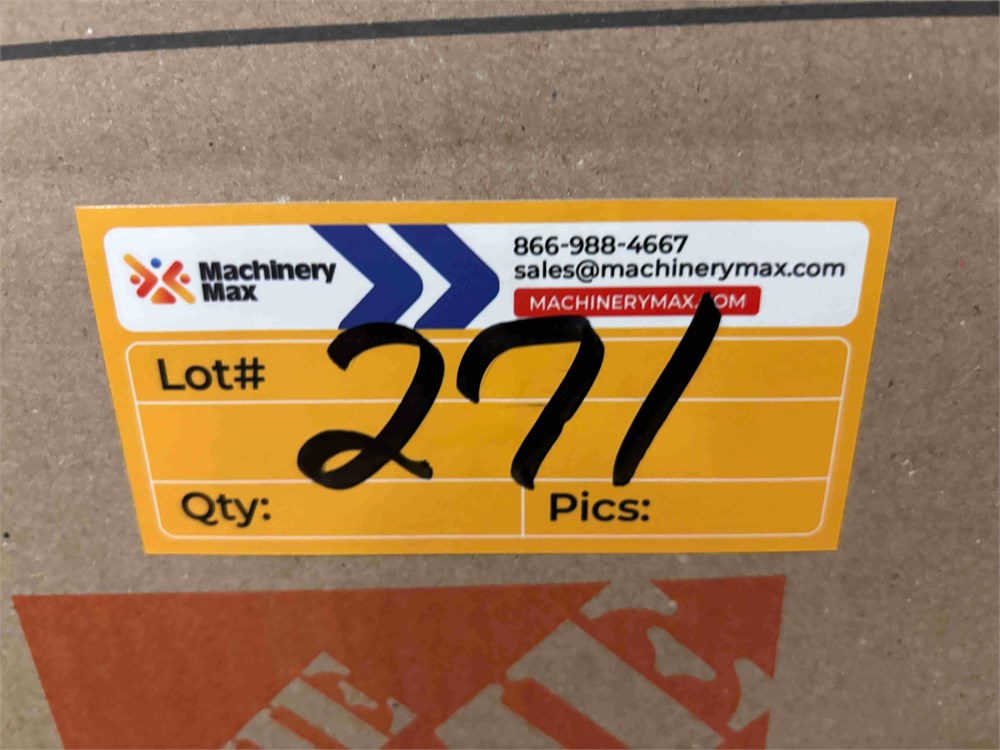 Machinery
Max
866-988-4667
sales@machinerymax.com
MACHINERYMAX.COM
Lot# 271
Qty:
Pics: